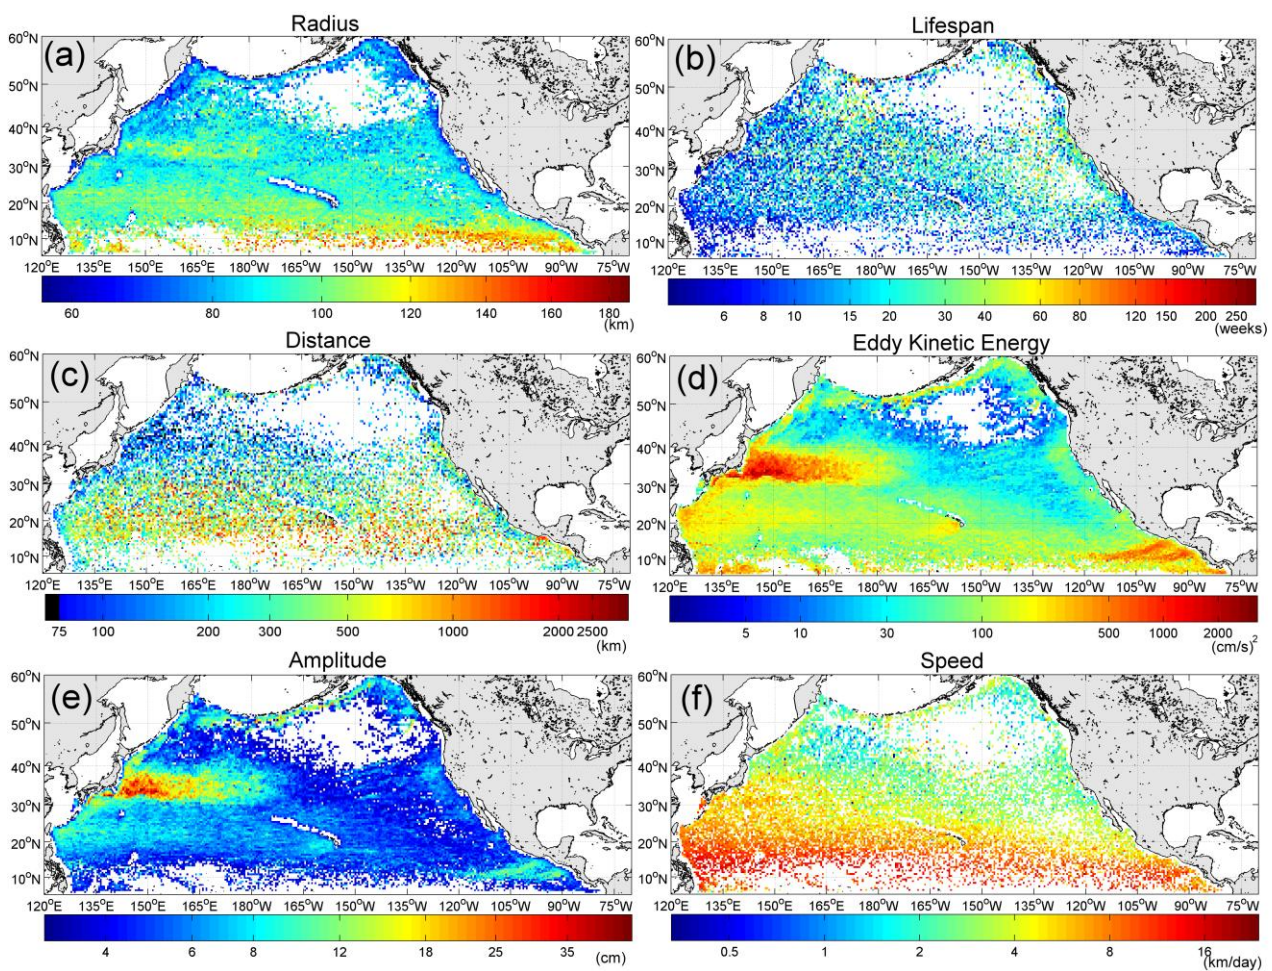 Radius
(a)
60°N
50°N
40°N
30°N
20°N
10°N
120°E 135°E 150°E 165°E 180°W 165°W 150°W 135°W 120°W 105°W 90°W 75°W
60 80 100 120 140 160 180
(km)
Lifespan
(b)
60°N
50°N
40°N
30°N
20°N
10°N
120°E 135°E 150°E 165°E 180°W 165°W 150°W 135°W 120°W 105°W 90°W 75°W
6 8 10 15 20 30 40 60 80 120 150 200 250
(weeks)
Distance
(c)
60°N
50°N
40°N
30°N
20°N
10°N
120°E 135°E 150°E 165°E 180°W 165°W 150°W 135°W 120°W 105°W 90°W 75°W
75 100 200 300 500 1000 2000 2500
(km)
Eddy Kinetic Energy
(d)
60°N
50°N
40°N
30°N
20°N
10°N
120°E 135°E 150°E 165°E 180°W 165°W 150°W 135°W 120°W 105°W 90°W 75°W
5 10 30 100 500 1000 2000
(cm/s)²
Amplitude
(e)
60°N
50°N
40°N
30°N
20°N
10°N
120°E 135°E 150°E 165°E 180°W 165°W 150°W 135°W 120°W 105°W 90°W 75°W
4 6 8 12 18 25 35
(cm)
Speed
(f)
60°N
50°N
40°N
30°N
20°N
10°N
120°E 135°E 150°E 165°E 180°W 165°W 150°W 135°W 120°W 105°W 90°W 75°W
0.5 1 2 4 8 16
(km/day)